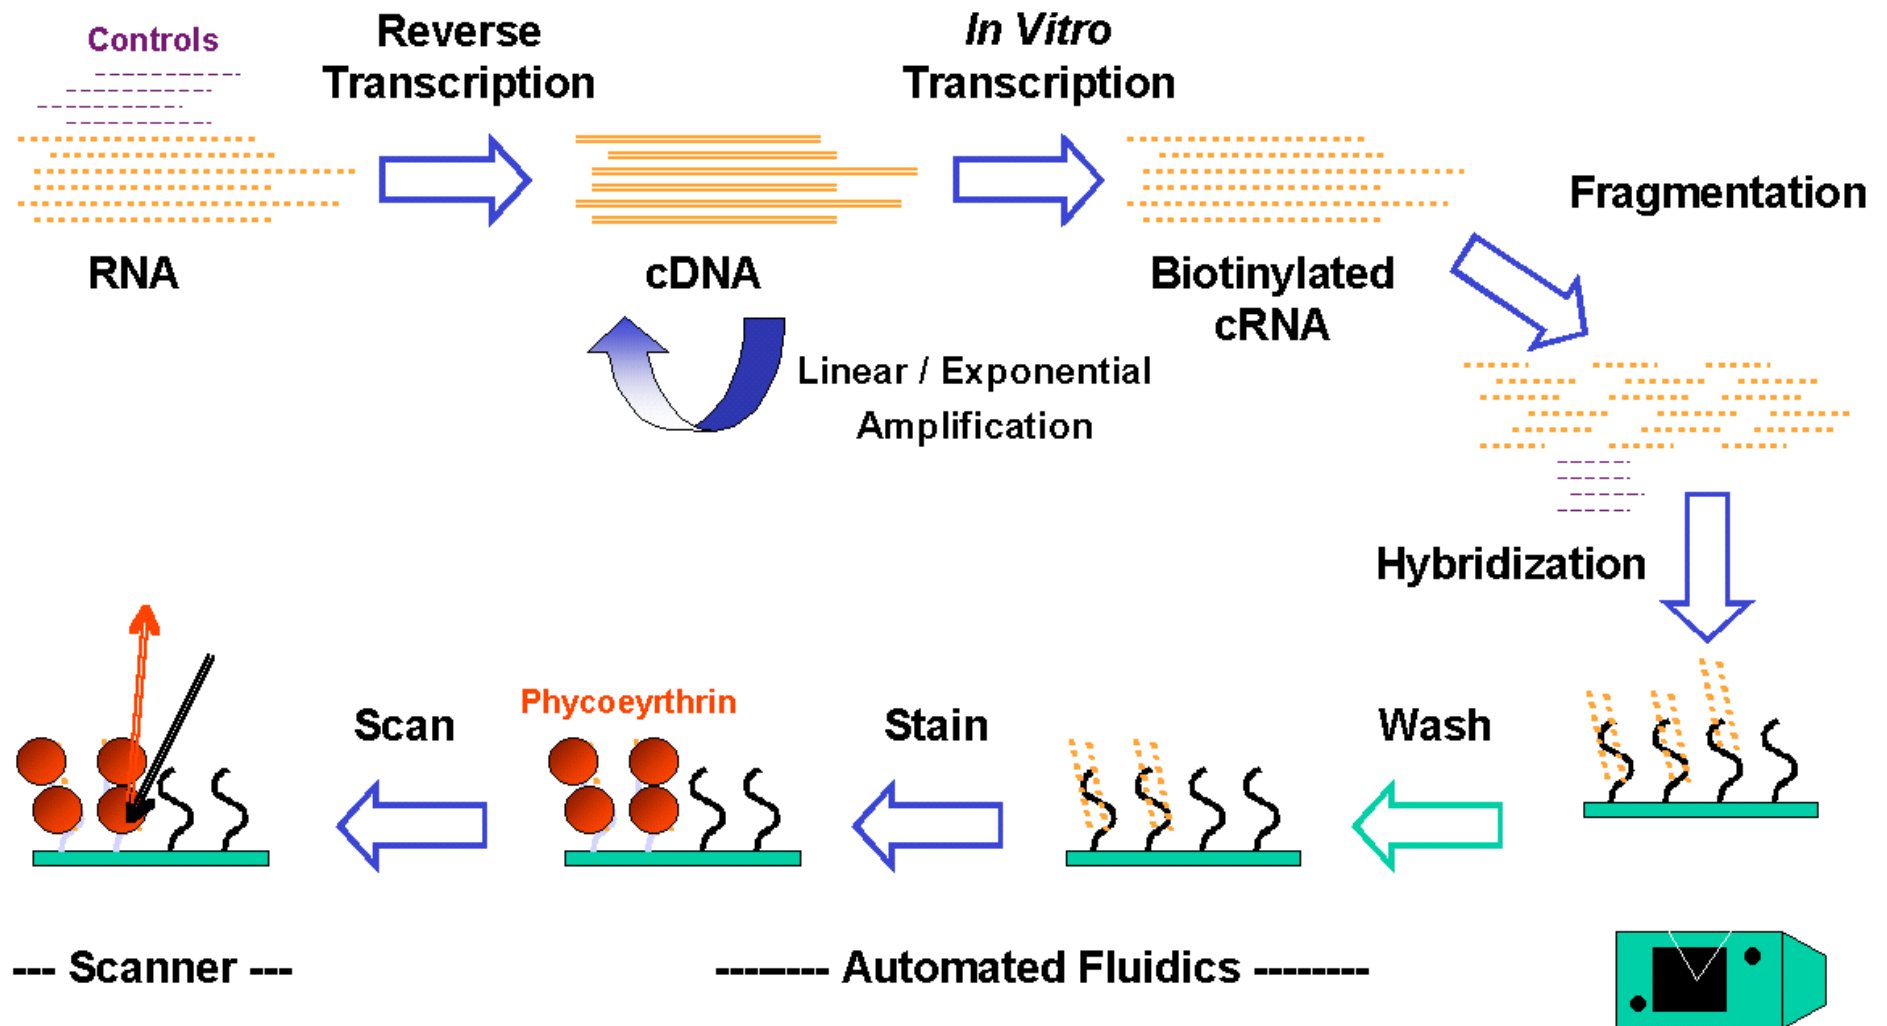 Controls
Reverse
Transcription
In Vitro
Transcription
Fragmentation
RNA
cDNA
Biotinylated
cRNA
Linear / Exponential
Amplification
Hybridization
Phycoeyrthrin
Scan
Stain
Wash
--- Scanner ---
-------- Automated Fluidics --------